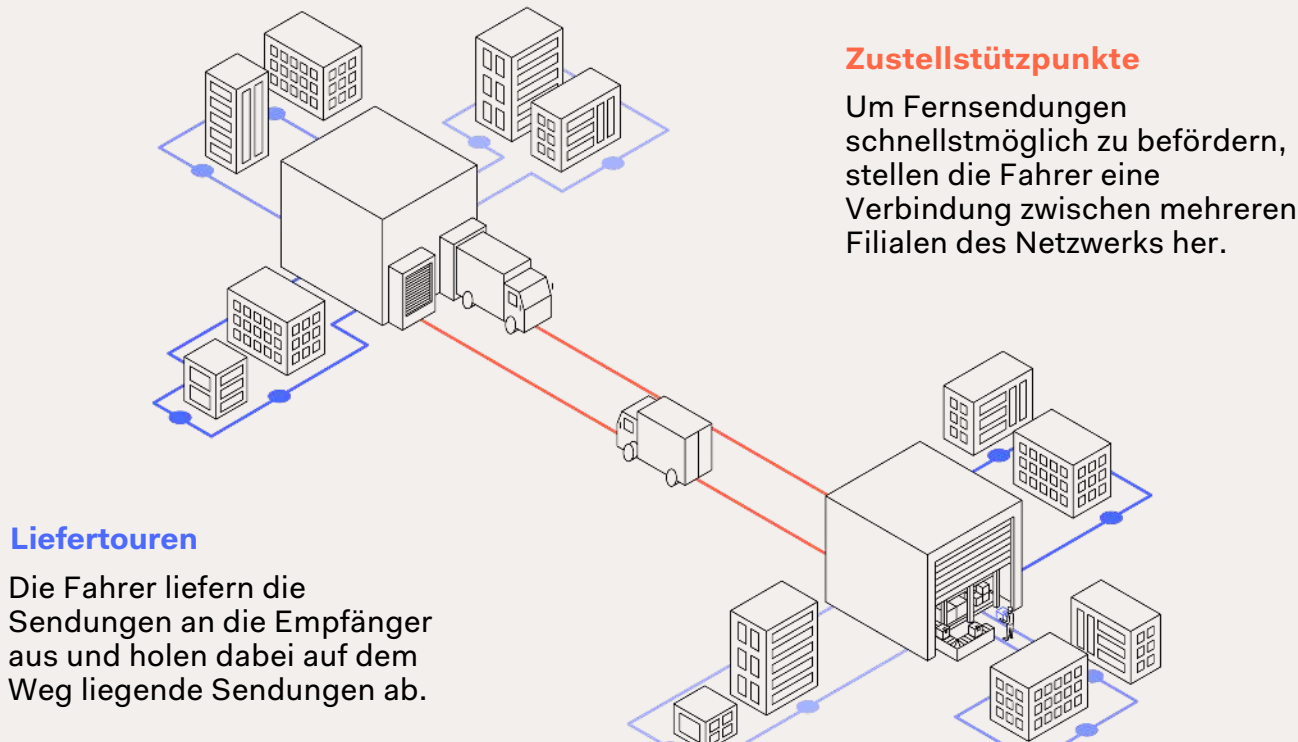 Zustellstützpunkte
Um Fernsendungen
schnellstmöglich zu befördern,
stellen die Fahrer eine
Verbindung zwischen mehreren
Filialen des Netzwerks her.
Liefertouren
Die Fahrer liefern die
Sendungen an die Empfänger
aus und holen dabei auf dem
Weg liegende Sendungen ab.